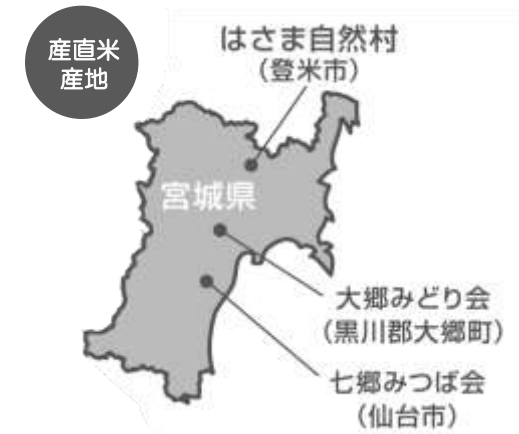 産直米
産地
はさま自然村
（登米市）
宮城県
大郷みどり会
（黒川郡大郷町）
七郷みつば会
（仙台市）